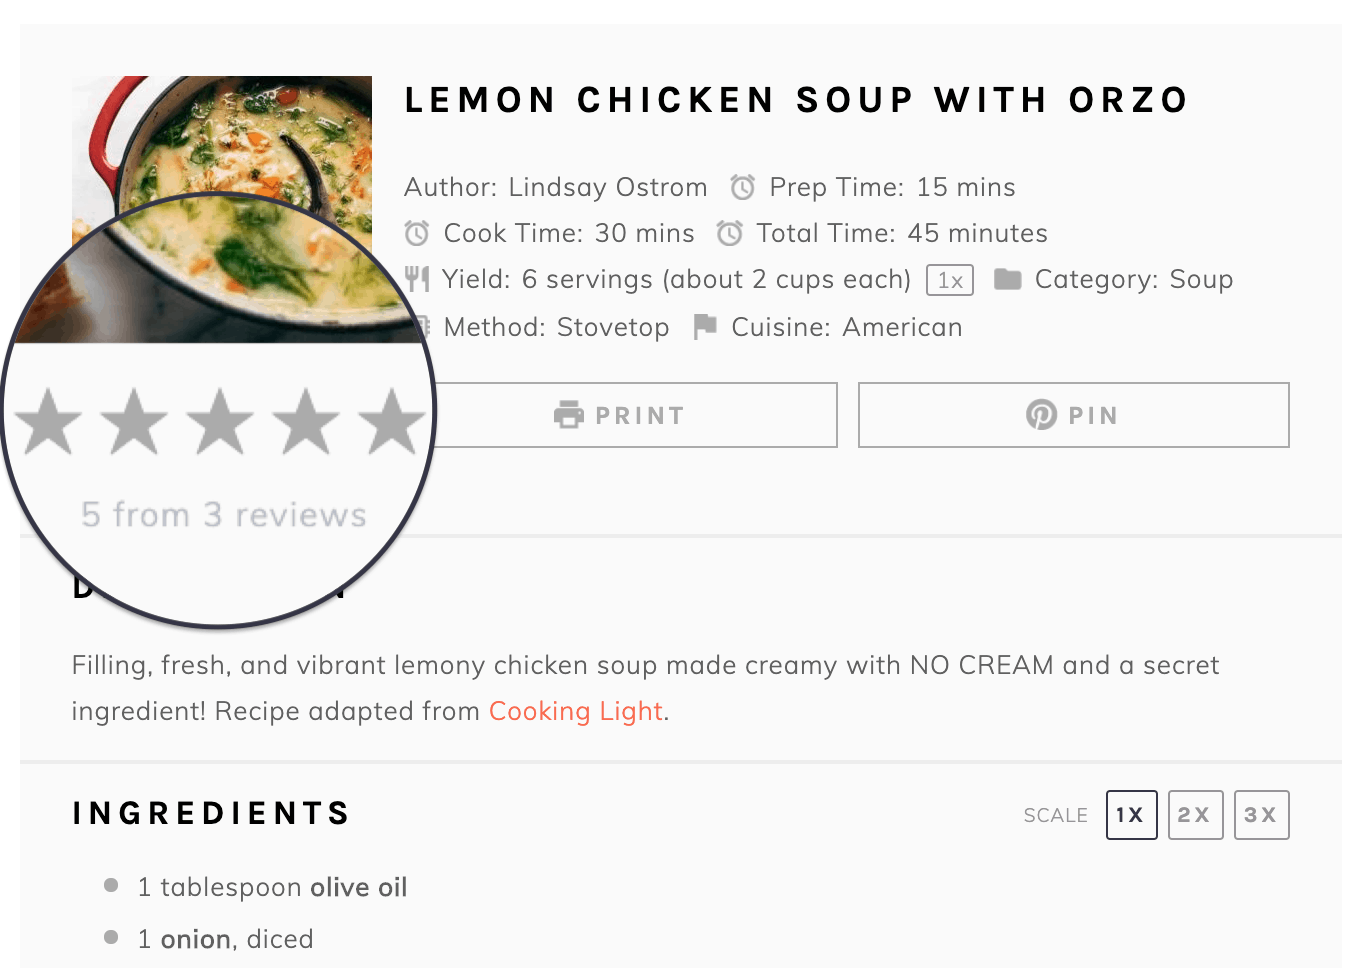 LEMON CHICKEN SOUP WITH ORZO
Author: Lindsay Ostrom Prep Time: 15 mins
Cook Time: 30 mins Total Time: 45 minutes
Yield: 6 servings (about 2 cups each) 1x Category: Soup
Method: Stovetop Cuisine: American
PRINT PIN
5 from 3 reviews
Filling, fresh, and vibrant lemony chicken soup made creamy with NO CREAM and a secret
ingredient! Recipe adapted from Cooking Light.
INGREDIENTS SCALE 1X 2X 3X
1 tablespoon olive oil
1 onion, diced